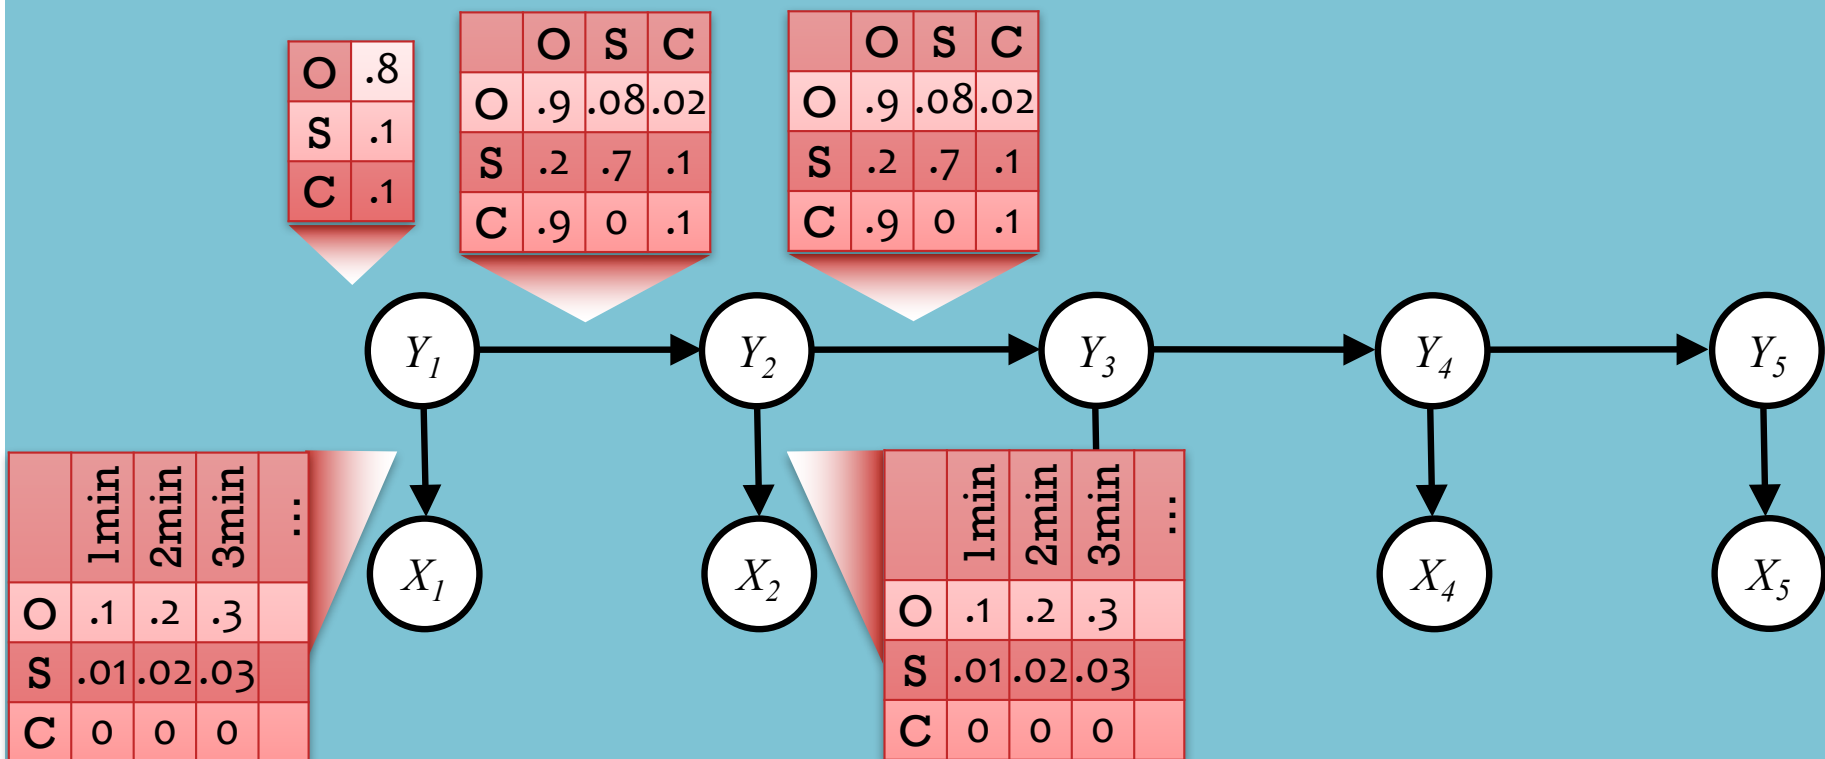 O .8
S .1
C .1
O S C
O .9 .08 .02
S .2 .7 .1
C .9 0 .1
O S C
O .9 .08 .02
S .2 .7 .1
C .9 0 .1
Y1 Y2 Y3 Y4 Y5
1min 2min 3min ...
O .1 .2 .3
S .01 .02 .03
C 0 0 0
X1 X2
1min 2min 3min ...
O .1 .2 .3
S .01 .02 .03
C 0 0 0
X4 X5